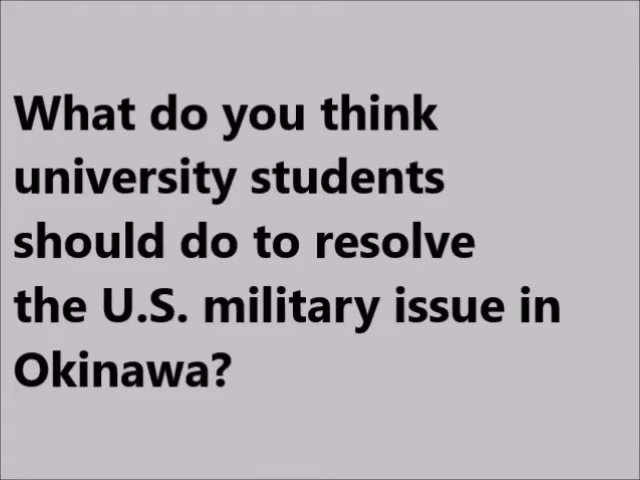 What do you think
university students
should do to resolve
the U.S. military issue in
Okinawa?